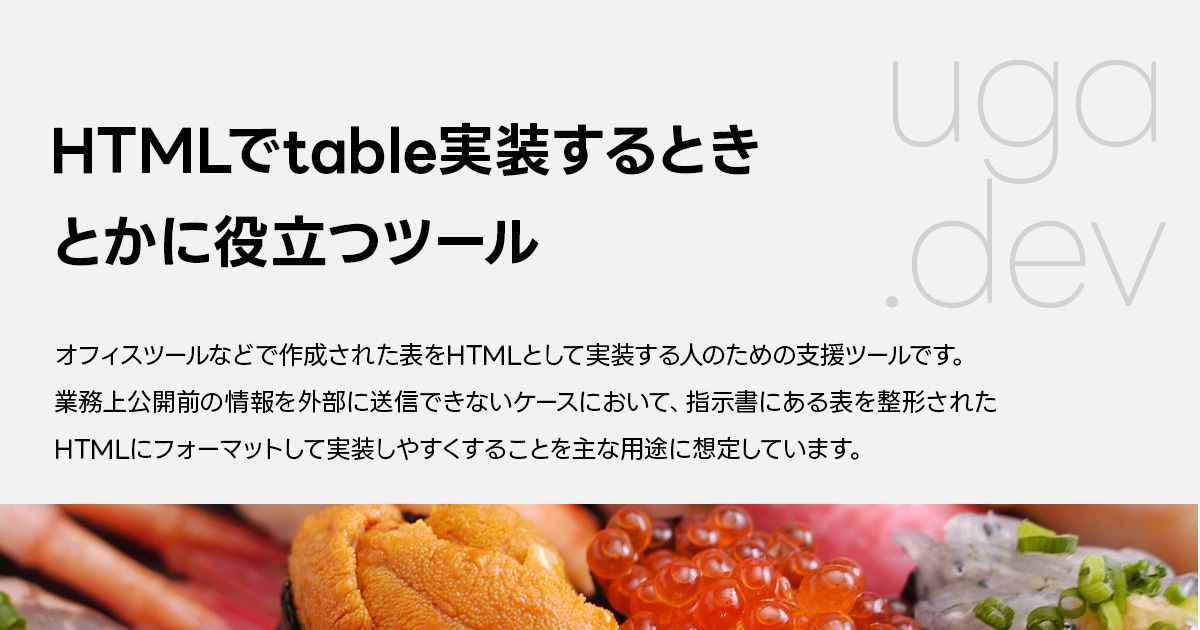 uga
.dev
HTMLでtable実装するとき
とかに役立つツール
オフィスツールなどで作成された表をHTMLとして実装する人のための支援ツールです。
業務上公開前の情報を外部に送信できないケースにおいて、指示書にある表を整形された
HTMLにフォーマットして実装しやすくすることを主な用途に想定しています。